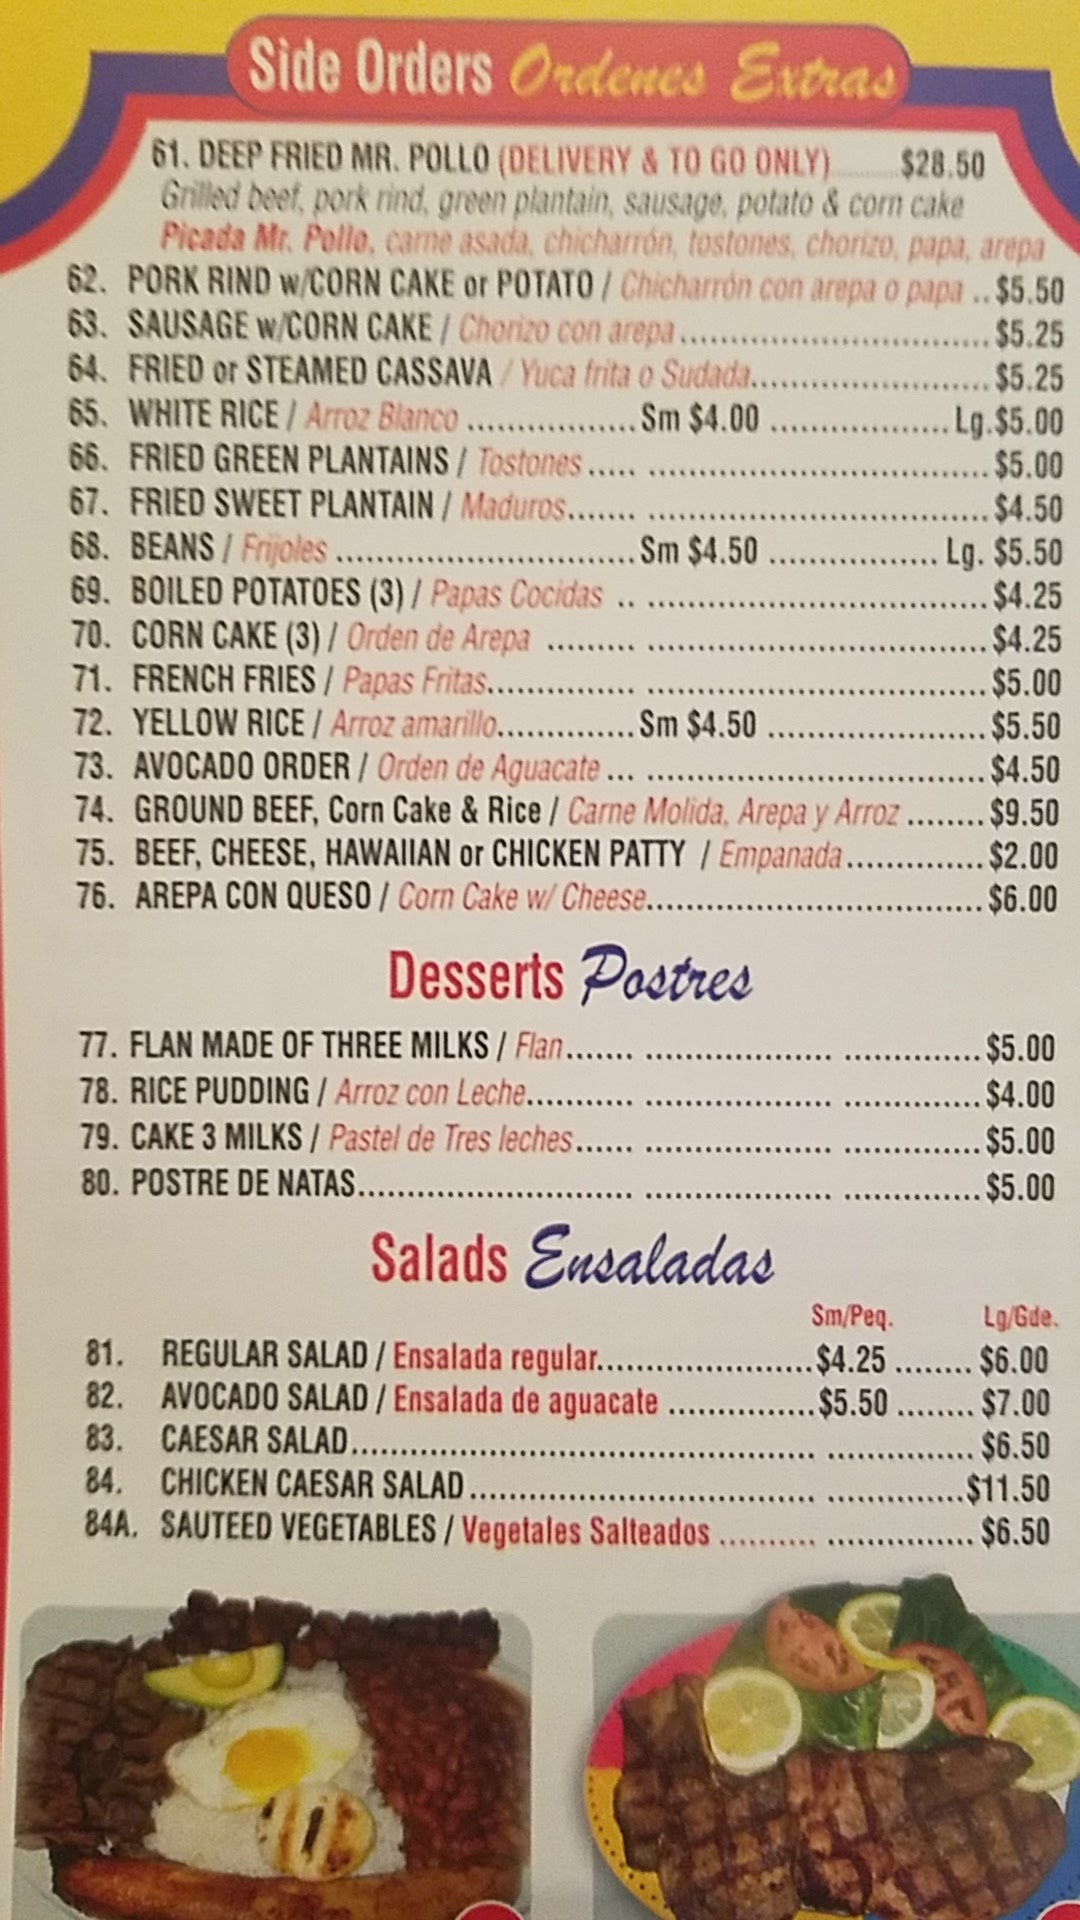 Side Orders Ordenes Extras
61. DEEP FRIED MR. POLLO (DELIVERY & TO GO ONLY) ........ $28.50
Grilled beef, pork rind, green plantain, sausage, potato & corn cake
Picada Mr. Pollo, carne asada, chicharrón, tostones, chorizo, papa, arepa
62. PORK RIND w/CORN CAKE or POTATO / Chicharrón con arepa o papa .. $5.50
63. SAUSAGE w/CORN CAKE / Chorizo con arepa ............................... $5.25
64. FRIED or STEAMED CASSAVA / Yuca frita o Sudada........................ $5.25
65. WHITE RICE / Arroz Blanco ................. Sm $4.00 .................. Lg.$5.00
66. FRIED GREEN PLANTAINS / Tostones ..... .................................. $5.00
67. FRIED SWEET PLANTAIN / Maduros....... .................................. $4.50
68. BEANS / Frijoles .............................. Sm $4.50 ................. Lg. $5.50
69. BOILED POTATOES (3) / Papas Cocidas .. .................................. $4.25
70. CORN CAKE (3) / Orden de Arepa ......... .................................. $4.25
71. FRENCH FRIES / Papas Fritas............... .................................. $5.00
72. YELLOW RICE / Arroz amarillo.............. Sm $4.50 ...................... $5.50
73. AVOCADO ORDER / Orden de Aguacate ... .................................. $4.50
74. GROUND BEEF, Corn Cake & Rice / Carne Molida, Arepa y Arroz ........ $9.50
75. BEEF, CHEESE, HAWAIIAN or CHICKEN PATTY / Empanada.............. $2.00
76. AREPA CON QUESO / Corn Cake w/ Cheese.................................. $6.00
Desserts Postres
77. FLAN MADE OF THREE MILKS / Flan....... ................... .............. $5.00
78. RICE PUDDING / Arroz con Leche........... ................... .............. $4.00
79. CAKE 3 MILKS / Pastel de Tres leches...... ................... .............. $5.00
80. POSTRE DE NATAS............................ ................... .............. $5.00
Salads Ensaladas
Sm/Peq. Lg/Gde.
81. REGULAR SALAD / Ensalada regular...................... $4.25 ........ $6.00
82. AVOCADO SALAD / Ensalada de aguacate ............... $5.50 ........ $7.00
83. CAESAR SALAD............................................... ............... $6.50
84. CHICKEN CAESAR SALAD ................................... .............. $11.50
84A. SAUTEED VEGETABLES / Vegetales Salteados .......... ............... $6.50